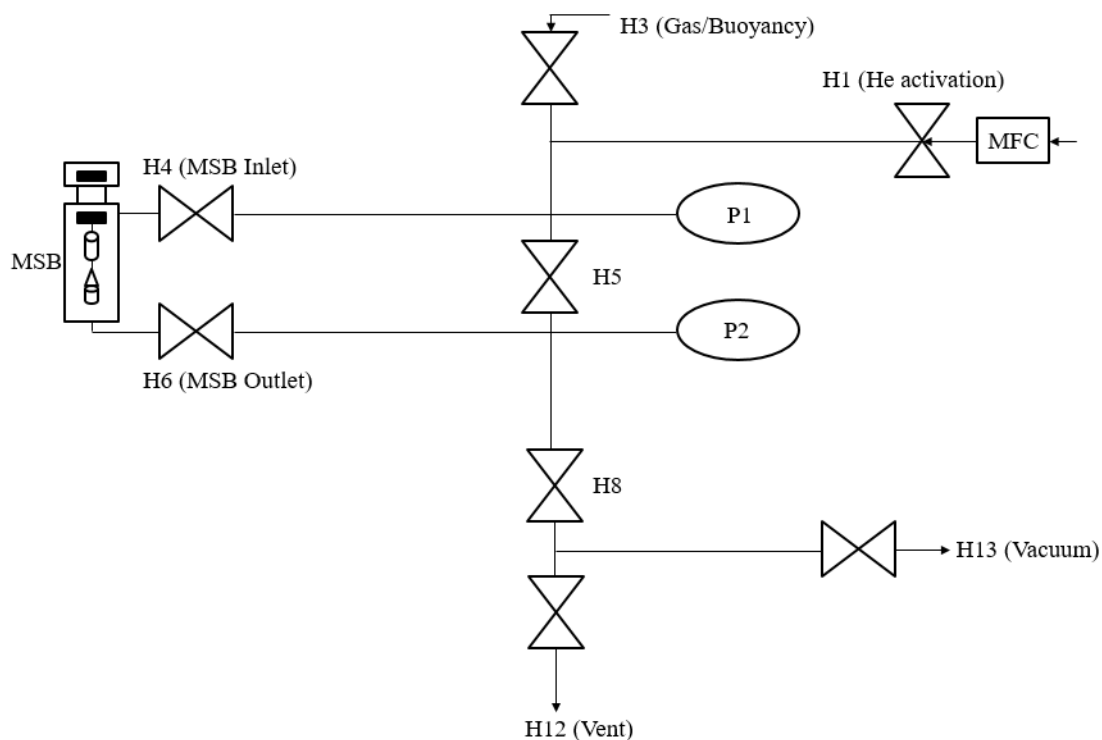 H3 (Gas/Buoyancy)
H1 (He activation)
MFC
H4 (MSB Inlet)
P1
MSB
H5
P2
H6 (MSB Outlet)
H8
H13 (Vacuum)
H12 (Vent)